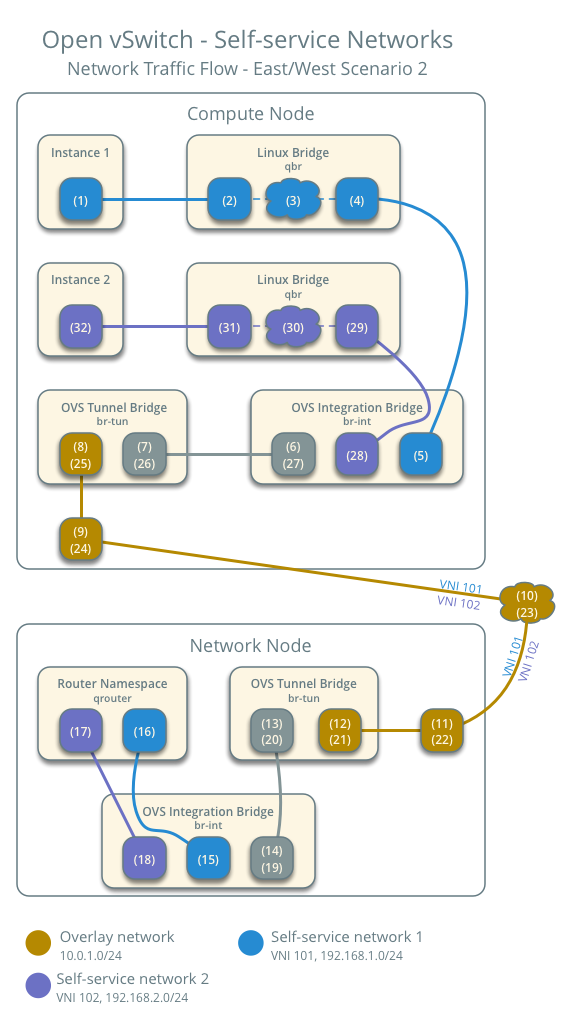 Open vSwitch - Self-service Networks
Network Traffic Flow - East/West Scenario 2
Compute Node
Instance 1
Linux Bridge
qbr
(1)
(2)
(3)
(4)
Instance 2
Linux Bridge
qbr
(32)
(31)
(30)
(29)
OVS Tunnel Bridge
br-tun
(8)
(25)
(7)
(26)
OVS Integration Bridge
br-int
(6)
(27)
(28)
(5)
(9)
(24)
VNI 101
VNI 102
(10)
(23)
VNI 101
VNI 102
Network Node
Router Namespace
qrouter
(17)
(16)
OVS Tunnel Bridge
br-tun
(13)
(20)
(12)
(21)
(11)
(22)
OVS Integration Bridge
br-int
(18)
(15)
(14)
(19)
Overlay network
10.0.1.0/24
Self-service network 1
VNI 101, 192.168.1.0/24
Self-service network 2
VNI 102, 192.168.2.0/24